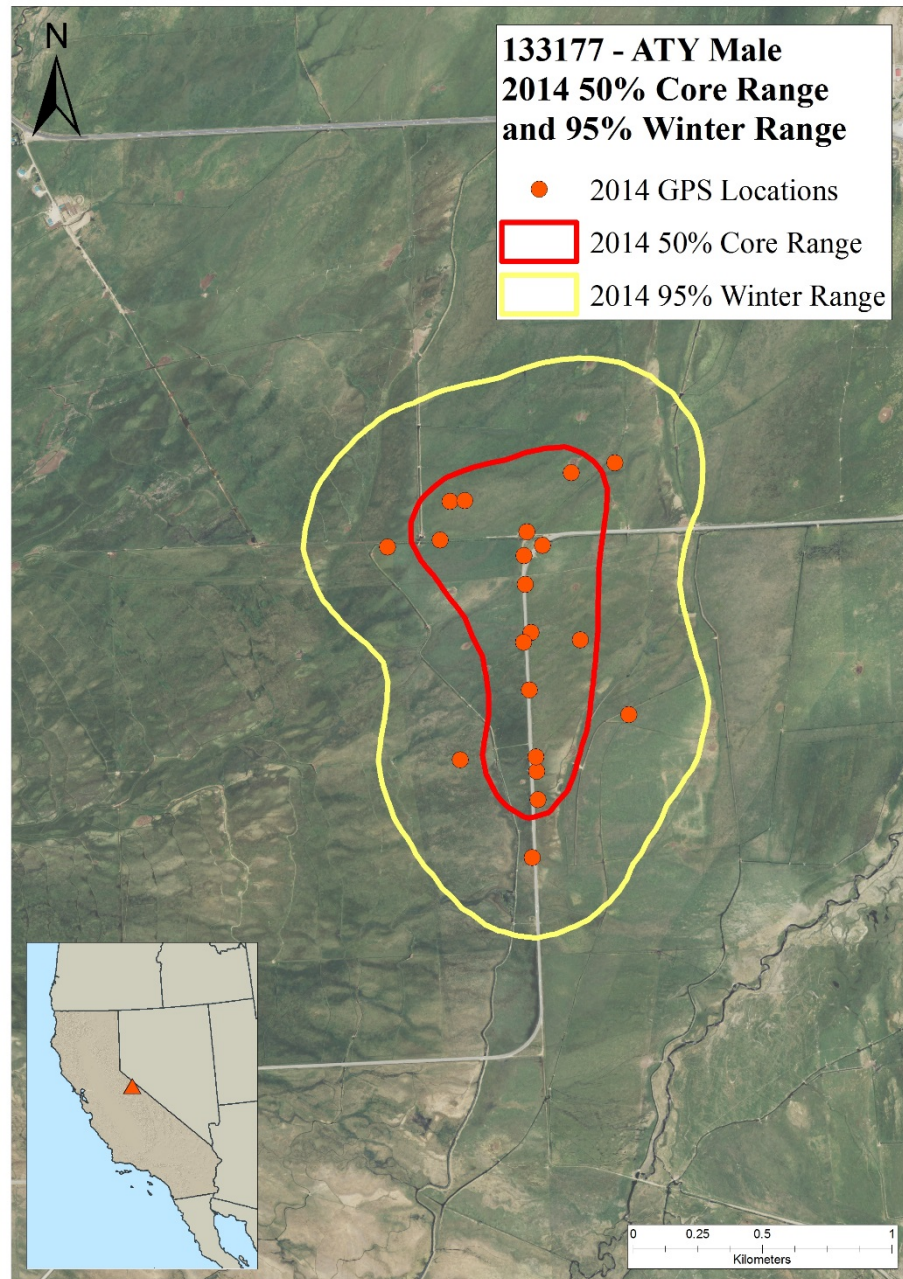 N
133177 - ATY Male
2014 50% Core Range
and 95% Winter Range
2014 GPS Locations
2014 50% Core Range
2014 95% Winter Range
0 0.25 0.5 1
Kilometers